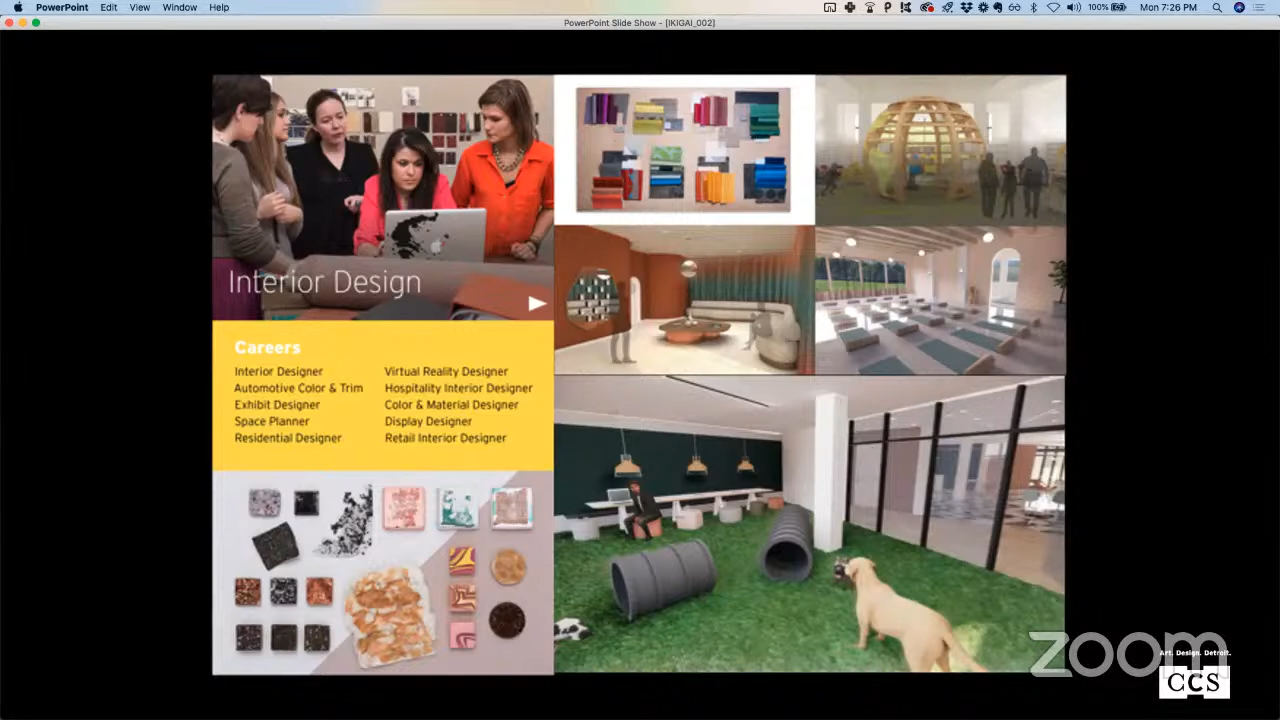 PowerPoint Edit View Window Help
100% Mon 7:26 PM
PowerPoint Slide Show - [IKIGAI_002]
Interior Design
Careers
Interior Designer
Automotive Color & Trim
Exhibit Designer
Space Planner
Residential Designer
Virtual Reality Designer
Hospitality Interior Designer
Color & Material Designer
Display Designer
Retail Interior Designer
zoom
Art. Design. Detroit.
CCS